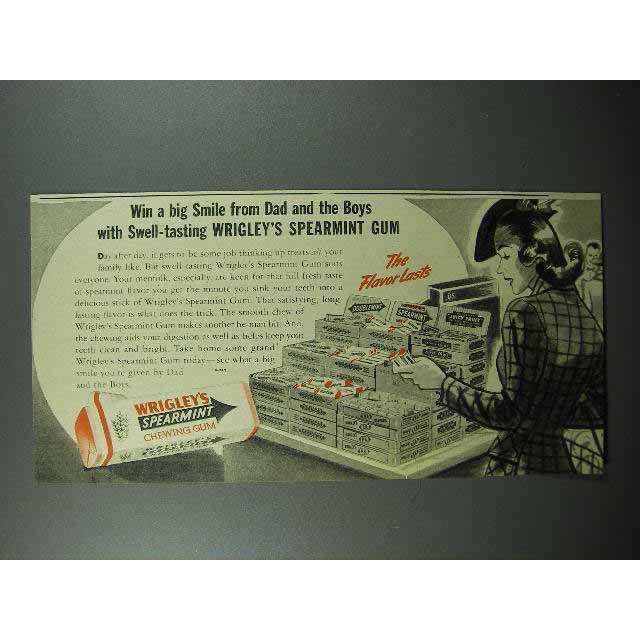 Win a big Smile from Dad and the Boys
with Swell-tasting WRIGLEY'S SPEARMINT GUM
Day after day, it gets to be some job thinking up treats all your
family like. But swell tasting Wrigley's Spearmint Gum suits
everyone. Your menfolk, especially, are keen for that full fresh taste
of spearmint flavor you get the minute you sink your teeth into a
delicious stick of Wrigley's Spearmint Gum. That satisfying, long
lasting flavor is what does the trick. The smooth chew of
Wrigley's Spearmint Gum makes another he-man hit. And,
the chewing aids your digestion as well as helps keep your
teeth clean and bright. Take home some grand
Wrigley's Spearmint Gum today—see what a big
smile you're given by Dad
and the Boys.
The
Flavor Lasts
DOUBLEMINT
SPEARMINT
JUICY FRUIT
WRIGLEY'S
SPEARMINT
CHEWING GUM